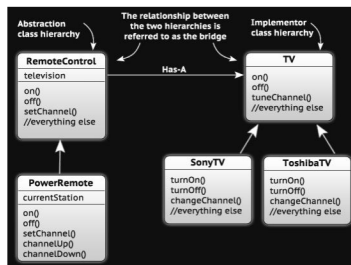 Abstraction
class hierarchy
The relationship between
the two hierarchies is
referred to as the bridge
Implementor
class hierarchy
RemoteControl
television
on()
off()
setChannel()
//everything else
Has-A
TV
on()
off()
tuneChannel()
//everything else
PowerRemote
currentStation
on()
off()
setChannel()
channelUp()
channelDown()
SonyTV
turnOn()
turnOff()
changeChannel()
//everything else
ToshibaTV
turnOn()
turnOff()
changeChannel()
//everything else